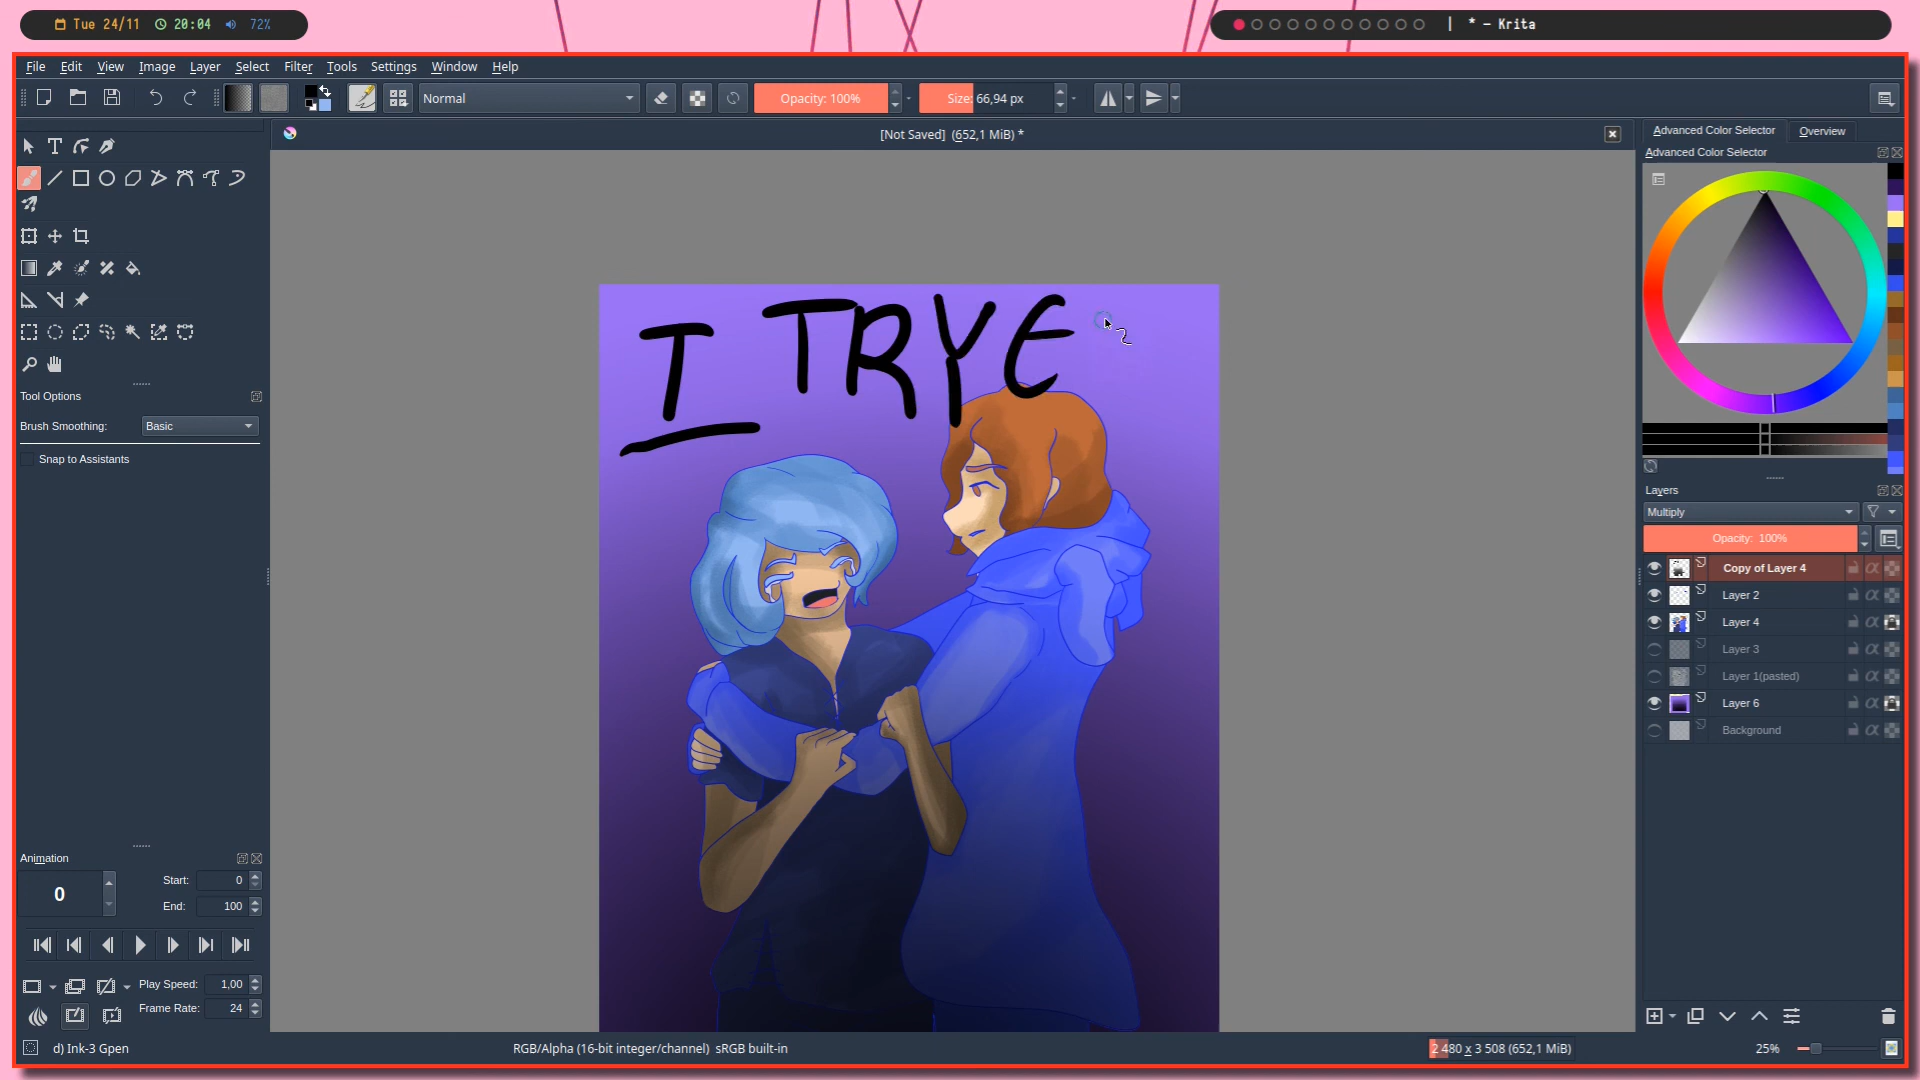 Tue 24/11 20:04 72%
| * – Krita
File Edit View Image Layer Select Filter Tools Settings Window Help
Normal Opacity: 100% Size: 66,94 px
[Not Saved] (652,1 MiB) *
Advanced Color Selector Overview
Advanced Color Selector
I TRYE
Tool Options
Brush Smoothing: Basic
Snap to Assistants
Layers
Multiply
Opacity: 100%
Copy of Layer 4
Layer 2
Layer 4
Layer 3
Layer 1(pasted)
Layer 6
Background
Animation
0 Start: 0
End: 100
Play Speed: 1,00
Frame Rate: 24
d) Ink-3 Gpen RGB/Alpha (16-bit integer/channel) sRGB built-in 2 480 x 3 508 (652,1 MiB) 25%